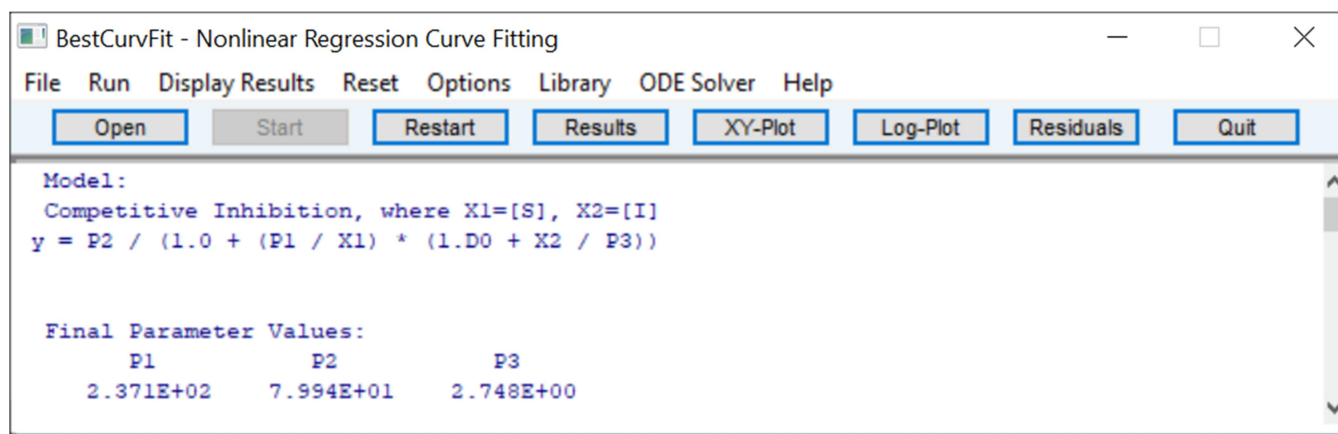 BestCurvFit - Nonlinear Regression Curve Fitting
File Run Display Results Reset Options Library ODE Solver Help
Open Start Restart Results XY-Plot Log-Plot Residuals Quit
Model:
Competitive Inhibition, where X1=[S], X2=[I]
y = P2 / (1.0 + (P1 / X1) * (1.D0 + X2 / P3))
Final Parameter Values:
P1 P2 P3
2.371E+02 7.994E+01 2.748E+00